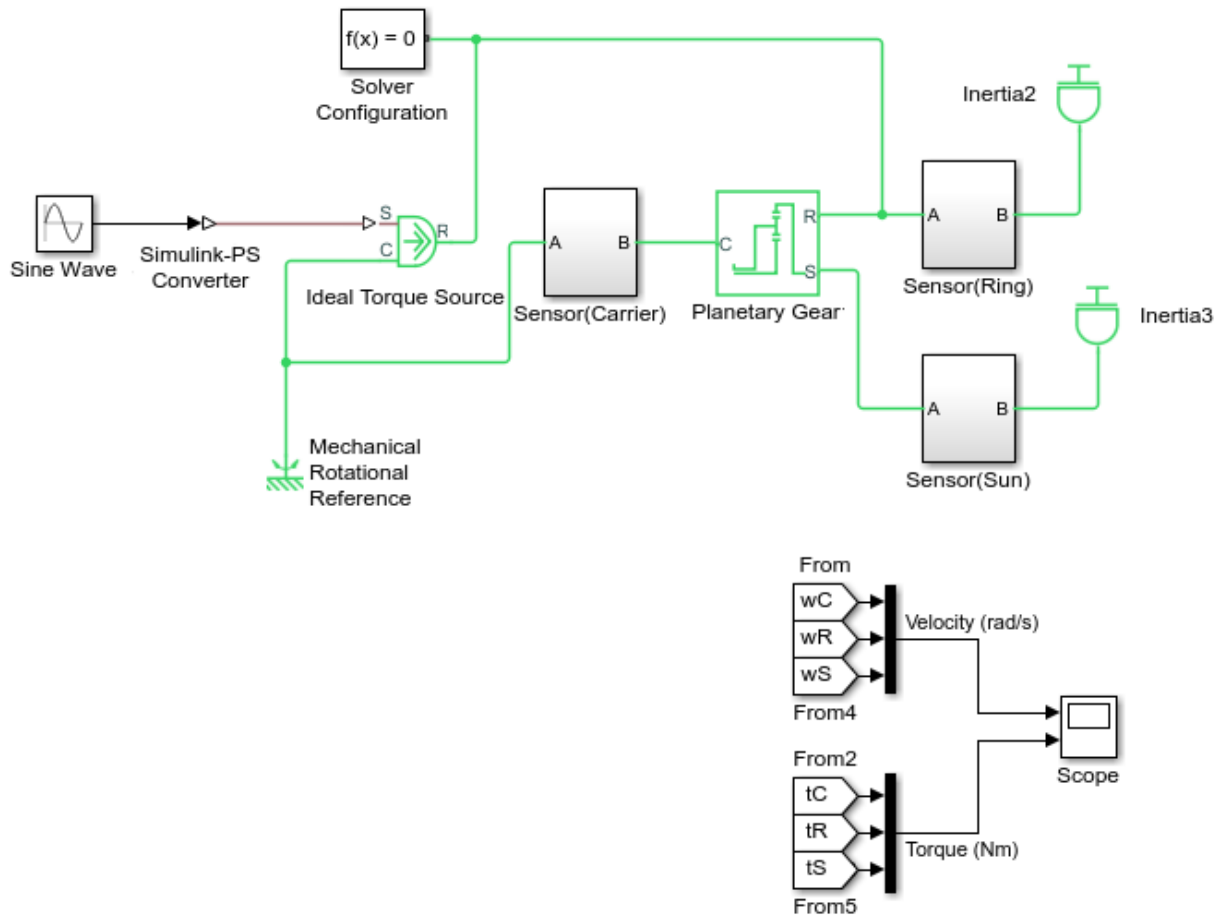 f(x) = 0
Solver
Configuration
Inertia2
Sine Wave
Simulink-PS
Converter
S
C
R
Ideal Torque Source
A
B
Sensor(Carrier)
C
R
S
Planetary Gear
A
B
Sensor(Ring)
Inertia3
A
B
Sensor(Sun)
Mechanical
Rotational
Reference
From
wC
wR
wS
From4
Velocity (rad/s)
From2
tC
tR
tS
From5
Torque (Nm)
Scope